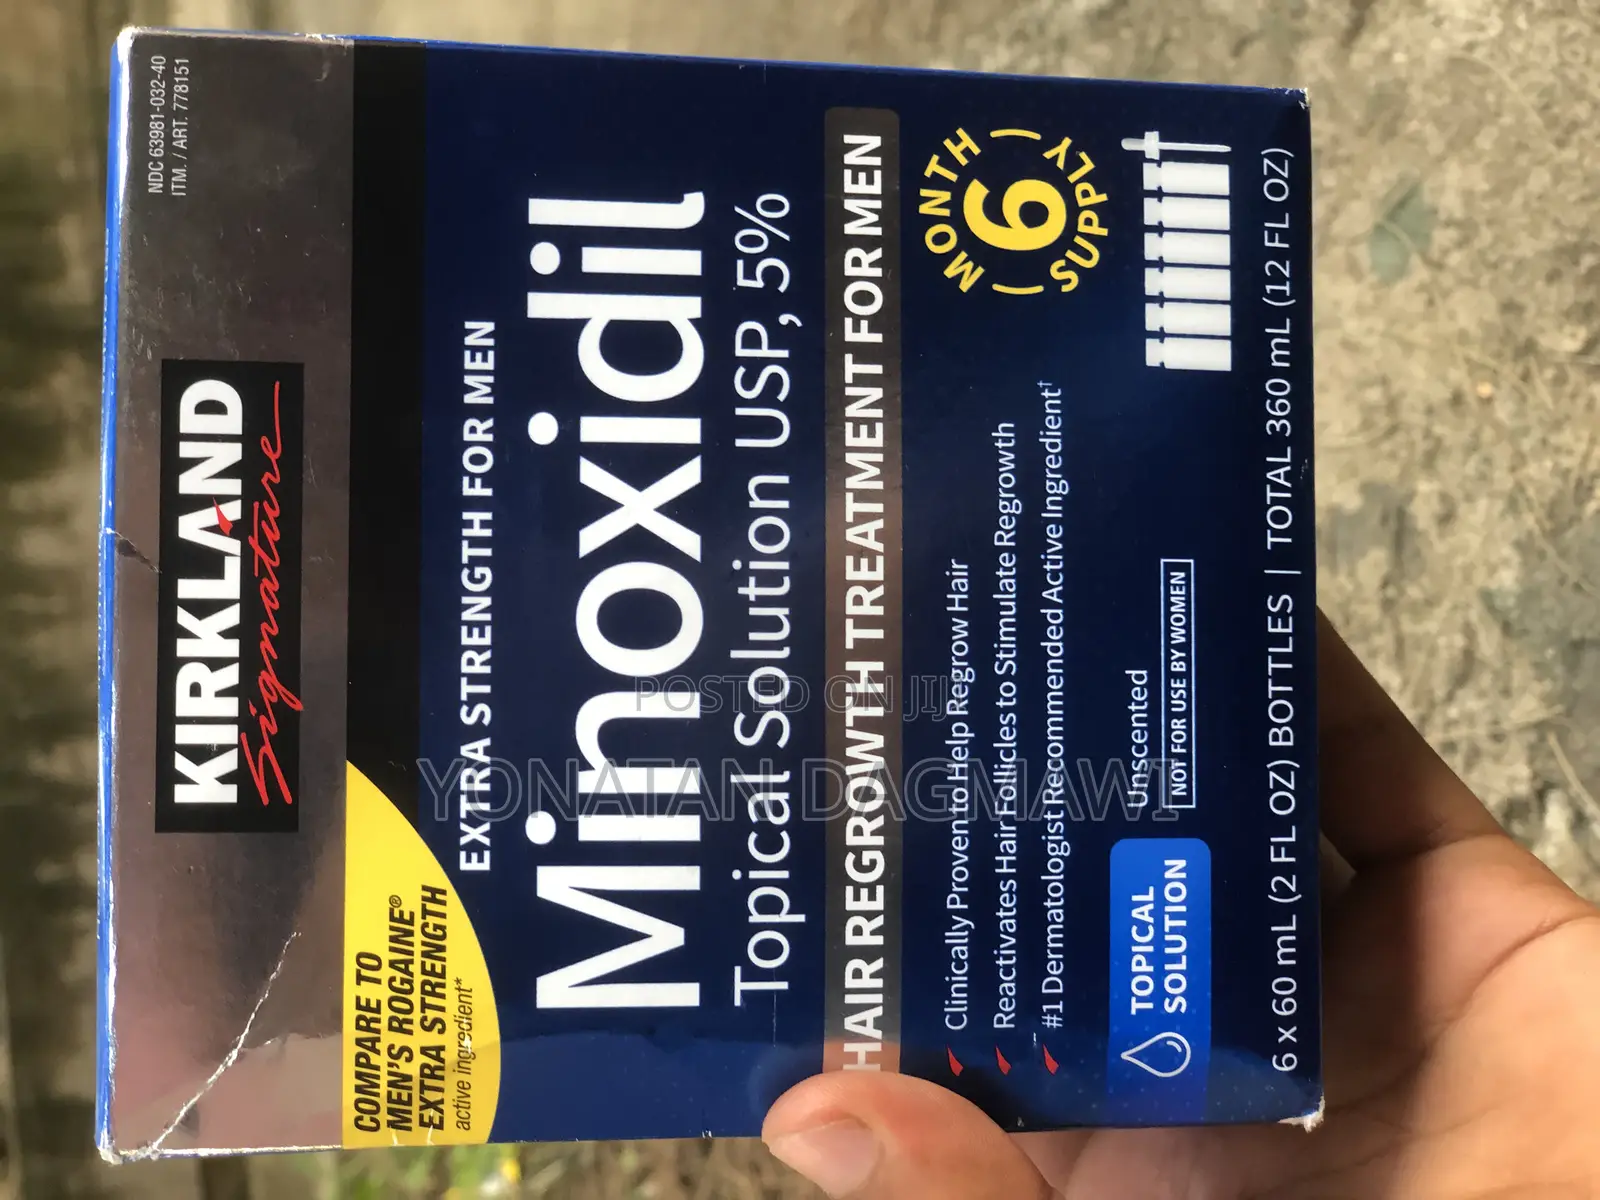 NDC 63981-032-40
ITM. / ART. 778151
KIRKLAND
Signature
COMPARE TO
MEN'S ROGAINE®
EXTRA STRENGTH
active ingredient*
EXTRA STRENGTH FOR MEN
Minoxidil
Topical Solution USP, 5%
HAIR REGROWTH TREATMENT FOR MEN
Clinically Proven to Help Regrow Hair
Reactivates Hair Follicles to Stimulate Regrowth
#1 Dermatologist Recommended Active Ingredient†
MONTH
6
SUPPLY
TOPICAL
SOLUTION
Unscented
NOT FOR USE BY WOMEN
6 x 60 mL (2 FL OZ) BOTTLES | TOTAL 360 mL (12 FL OZ)
POSTED ON JIJI
YONATAN DAGMAWI